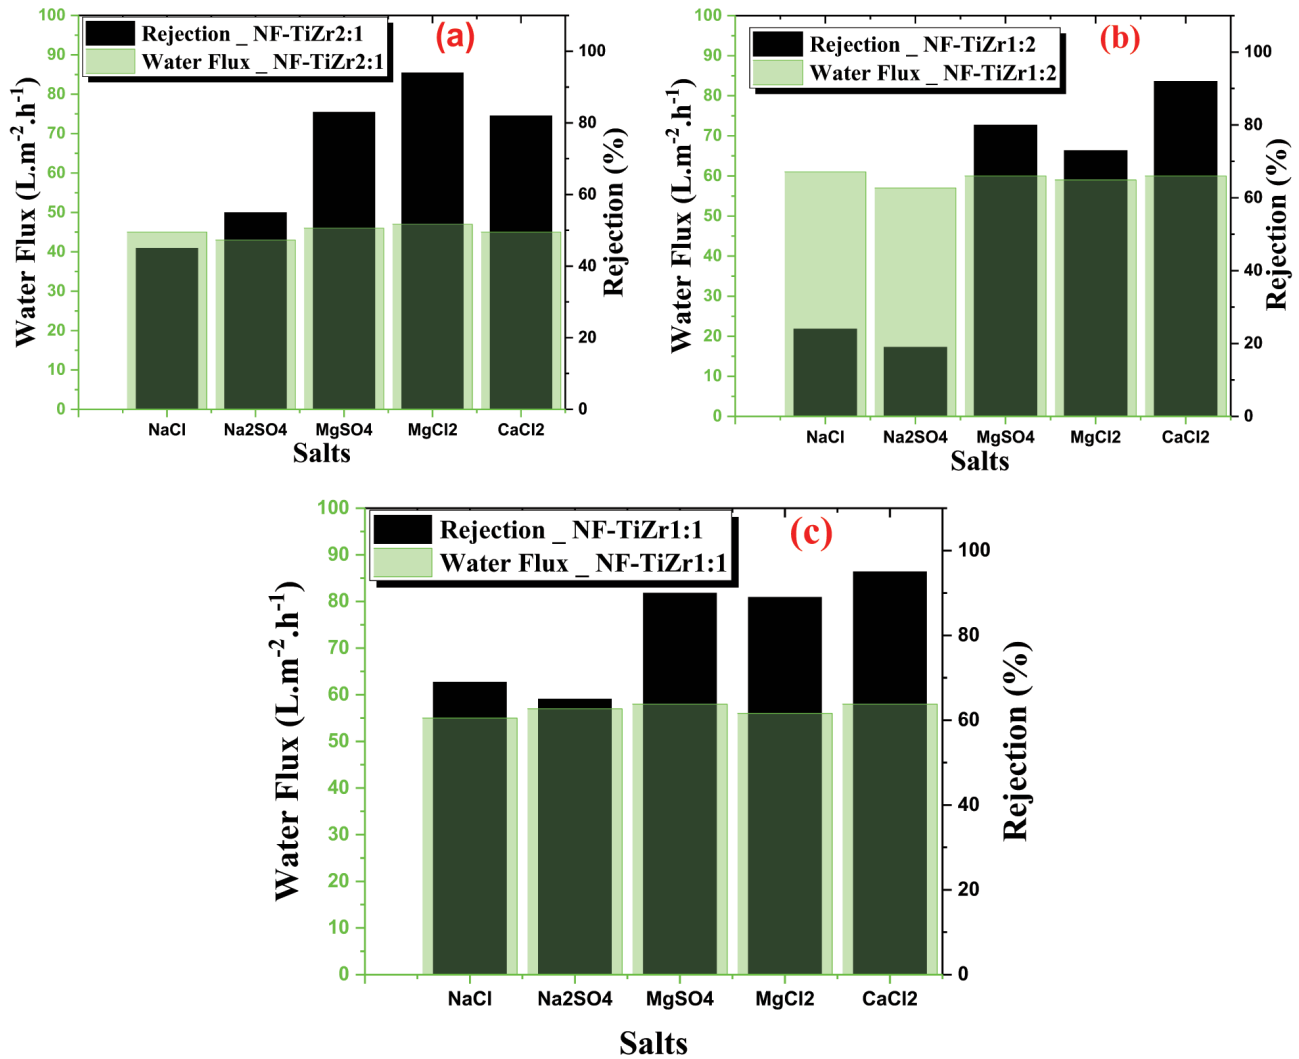 (a)
Rejection _ NF-TiZr2:1
Water Flux _ NF-TiZr2:1
Water Flux (L.m-2.h-1)
100
90
80
70
60
50
40
30
20
10
0
Rejection (%)
100
80
60
40
20
0
NaCl Na2SO4 MgSO4 MgCl2 CaCl2
Salts
(b)
Rejection _ NF-TiZr1:2
Water Flux _ NF-TiZr1:2
Water Flux (L.m-2.h-1)
100
90
80
70
60
50
40
30
20
10
0
Rejection (%)
100
80
60
40
20
0
NaCl Na2SO4 MgSO4 MgCl2 CaCl2
Salts
(c)
Rejection _ NF-TiZr1:1
Water Flux _ NF-TiZr1:1
Water Flux (L.m-2.h-1)
100
90
80
70
60
50
40
30
20
10
0
Rejection (%)
100
80
60
40
20
0
NaCl Na2SO4 MgSO4 MgCl2 CaCl2
Salts